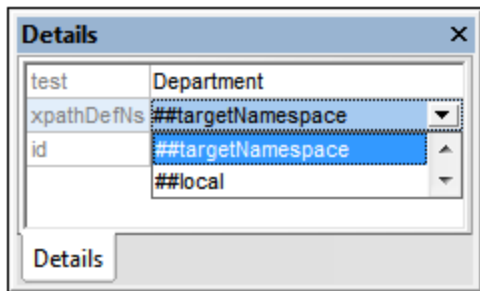 Details
test Department
xpathDefNs ##targetNamespace
id ##targetNamespace
##local
Details